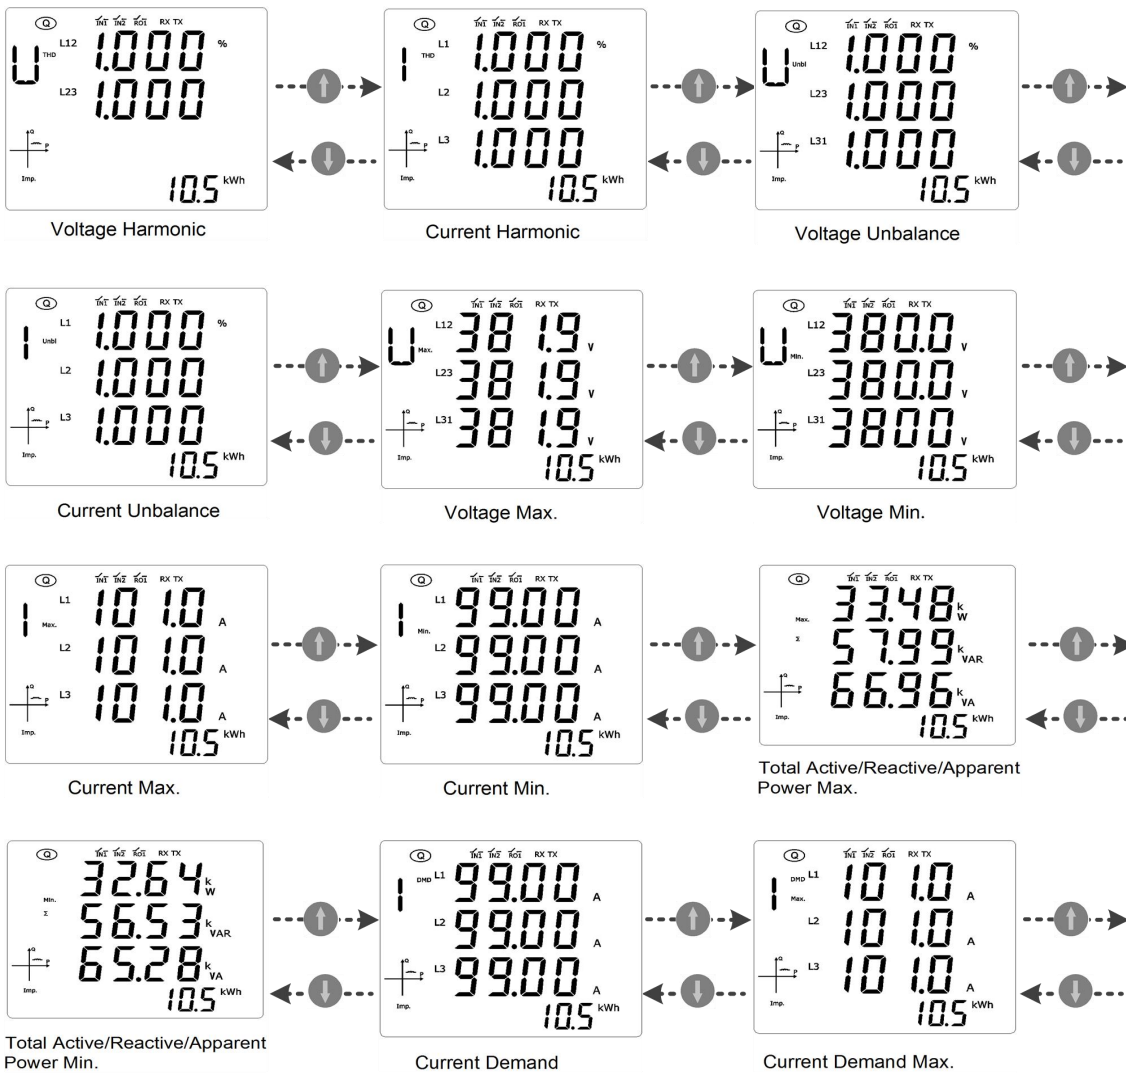 Q IN1 IN2 RO1 RX TX
U THD L12 1.000 %
L23 1.000
Q P
Imp.
10.5 kWh
Voltage Harmonic
Q IN1 IN2 RO1 RX TX
I THD L1 1.000 %
L2 1.000
Q P L3 1.000
Imp.
10.5 kWh
Current Harmonic
Q IN1 IN2 RO1 RX TX
U Unbl L12 1.000 %
L23 1.000
Q P L31 1.000
Imp.
10.5 kWh
Voltage Unbalance
Q IN1 IN2 RO1 RX TX
I Unbl L1 1.000 %
L2 1.000
Q P L3 1.000
Imp.
10.5 kWh
Current Unbalance
Q IN1 IN2 RO1 RX TX
U Max. L12 381.9 V
L23 381.9 V
Q P L31 381.9 V
Imp.
10.5 kWh
Voltage Max.
Q IN1 IN2 RO1 RX TX
U Min. L12 380.0 V
L23 380.0 V
Q P L31 3800 V
Imp.
10.5 kWh
Voltage Min.
Q IN1 IN2 RO1 RX TX
I Max. L1 101.0 A
L2 101.0 A
Q P L3 101.0 A
Imp.
10.5 kWh
Current Max.
Q IN1 IN2 RO1 RX TX
I Min. L1 99.00 A
L2 99.00 A
Q P L3 99.00 A
Imp.
10.5 kWh
Current Min.
Q IN1 IN2 RO1 RX TX
Max. 33.48 kW
Σ 57.99 kVAR
Q P 66.96 kVA
Imp.
10.5 kWh
Total Active/Reactive/Apparent
Power Max.
Q IN1 IN2 RO1 RX TX
Min. 32.64 kW
Σ 56.53 kVAR
Q P 65.28 kVA
Imp.
10.5 kWh
Total Active/Reactive/Apparent
Power Min.
Q IN1 IN2 RO1 RX TX
I DMD L1 99.00 A
L2 99.00 A
Q P L3 99.00 A
Imp.
10.5 kWh
Current Demand
Q IN1 IN2 RO1 RX TX
I DMD Max. L1 101.0 A
L2 101.0 A
Q P L3 101.0 A
Imp.
10.5 kWh
Current Demand Max.